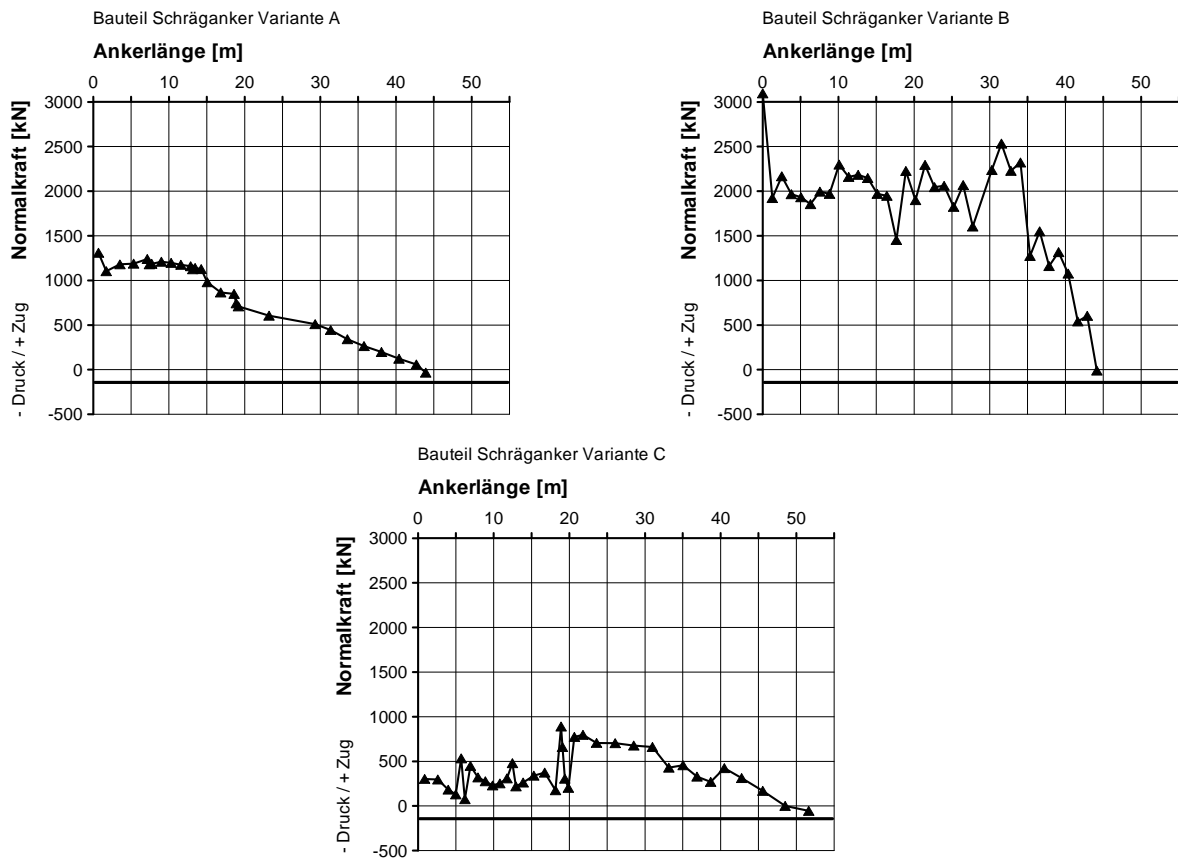 Bauteil Schräganker Variante A
Ankerlänge [m]
0 10 20 30 40 50
3000
2500
2000
1500
1000
500
0
-500
Normalkraft [kN]
- Druck / + Zug
Bauteil Schräganker Variante B
Ankerlänge [m]
0 10 20 30 40 50
3000
2500
2000
1500
1000
500
0
-500
Normalkraft [kN]
- Druck / + Zug
Bauteil Schräganker Variante C
Ankerlänge [m]
0 10 20 30 40 50
3000
2500
2000
1500
1000
500
0
-500
Normalkraft [kN]
- Druck / + Zug